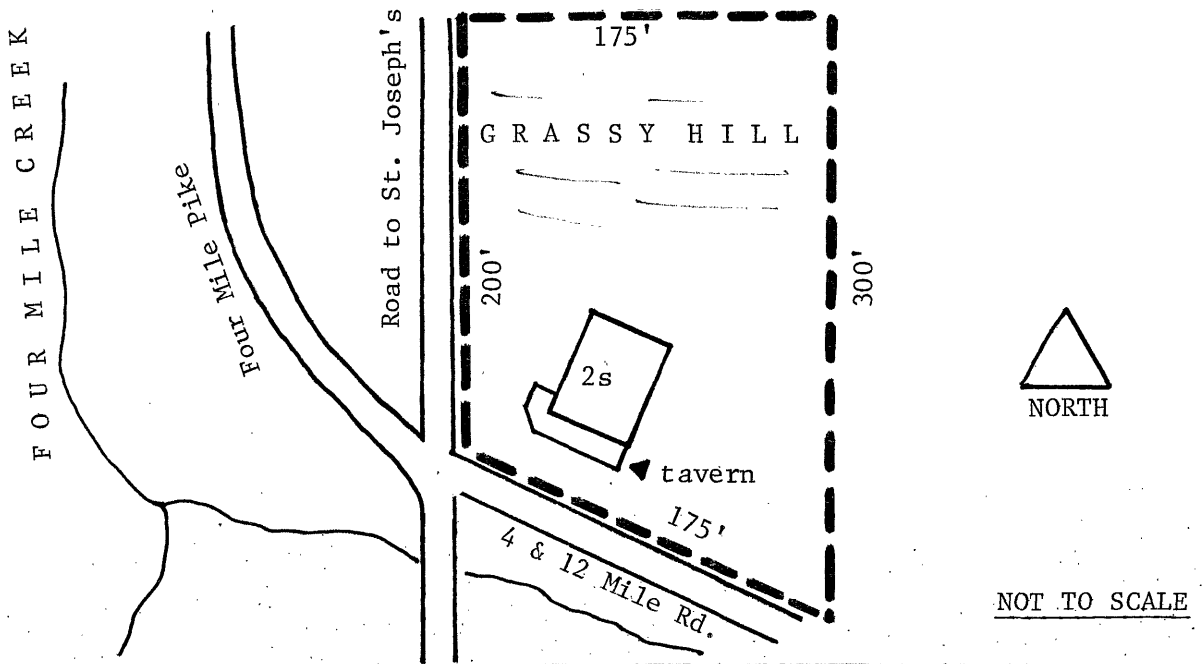 FOUR MILE CREEK
Four Mile Pike
Road to St. Joseph's
175'
GRASSY HILL
200'
300'
2s
tavern
175'
4 & 12 Mile Rd.
NORTH
NOT TO SCALE